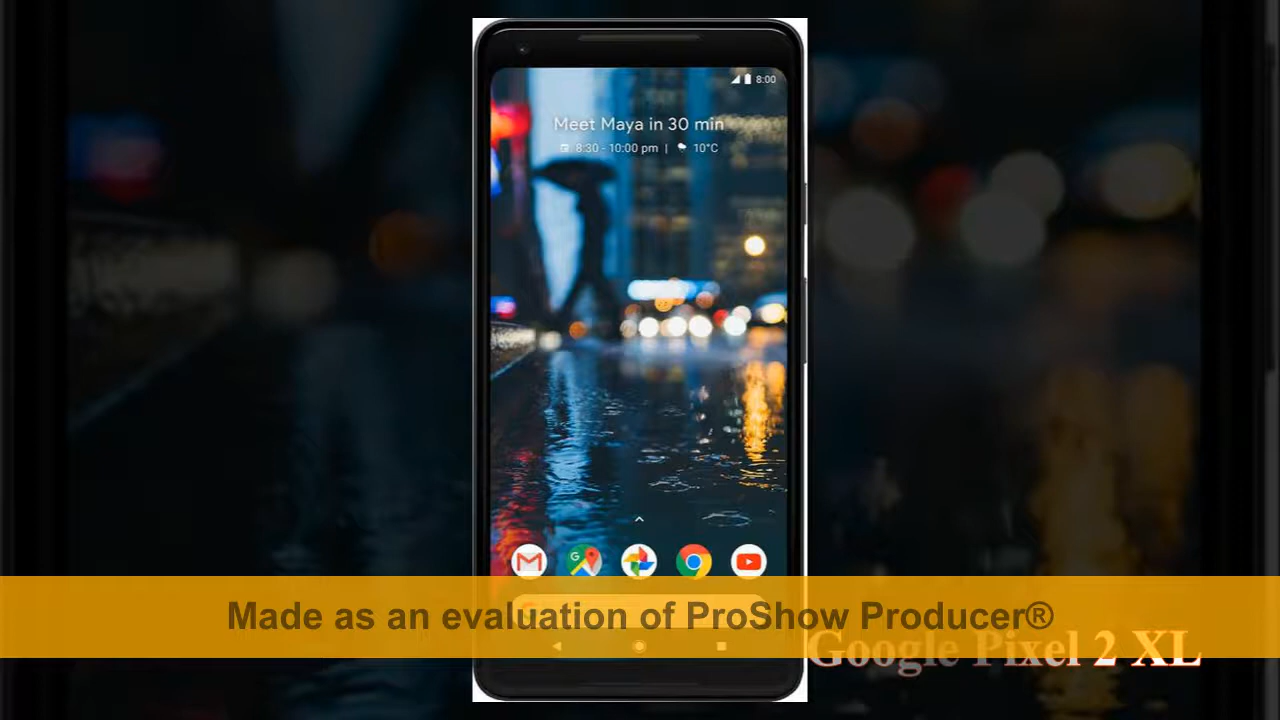 8:00
Meet Maya in 30 min
8:30 - 10:00 pm | 10°C
G
Made as an evaluation of ProShow Producer®
Google Pixel 2 XL